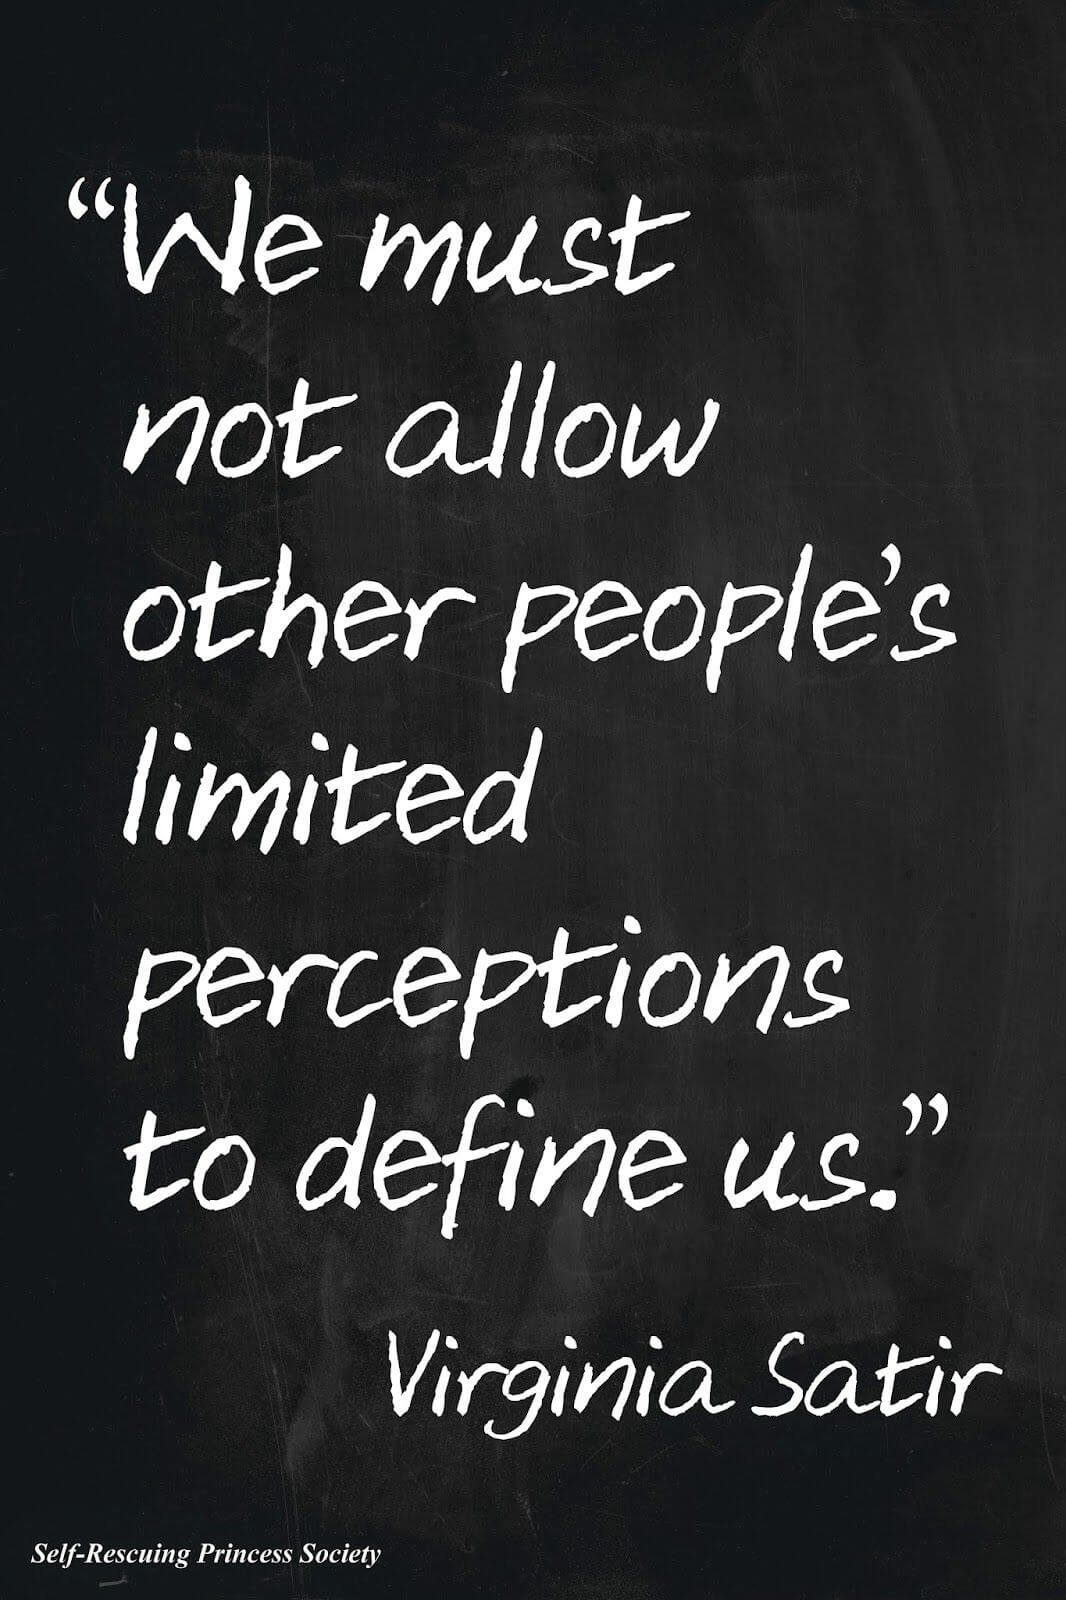 “We must
not allow
other people’s
limited
perceptions
to define us.”
Virginia Satir
Self-Rescuing Princess Society